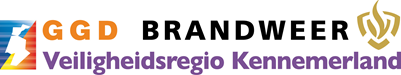 GGD BRANDWEER
Veiligheidsregio Kennemerland